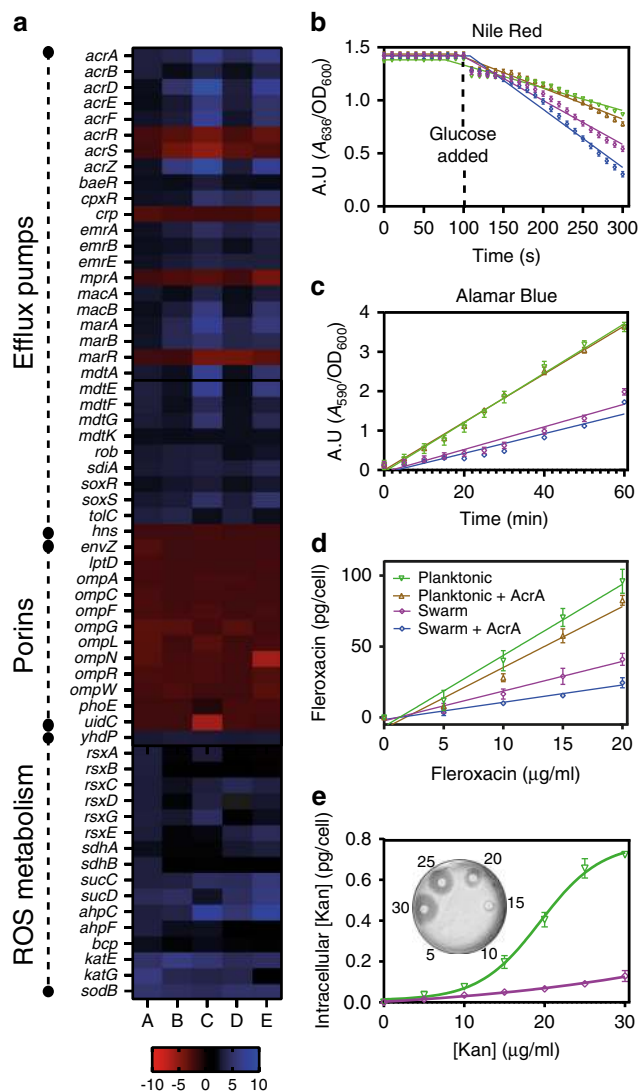 a
Efflux pumps
Porins
ROS metabolism
acrA
acrB
acrD
acrE
acrF
acrR
acrS
acrZ
baeR
cpxR
crp
emrA
emrB
emrE
mprA
macA
macB
marA
marB
marR
mdtA
mdtE
mdtF
mdtG
mdtK
rob
sdiA
soxR
soxS
tolC
hns
envZ
lptD
ompA
ompC
ompF
ompG
ompL
ompN
ompR
ompW
phoE
uidC
yhdP
rsxA
rsxB
rsxC
rsxD
rsxG
rsxE
sdhA
sdhB
sucC
sucD
ahpC
ahpF
bcp
katE
katG
sodB
A B C D E
-10 -5 0 5 10
b
Nile Red
A.U (A636/OD600)
1.5
1.0
0.5
0.0
Glucose
added
0 50 100 150 200 250 300
Time (s)
c
Alamar Blue
A.U (A590/OD600)
4
3
2
1
0
0 20 40 60
Time (min)
d
Fleroxacin (pg/cell)
100
50
0
Planktonic
Planktonic + AcrA
Swarm
Swarm + AcrA
0 5 10 15 20
Fleroxacin (μg/ml)
e
Intracellular [Kan] (pg/cell)
0.8
0.6
0.4
0.2
0.0
25
20
30
15
5
10
0 10 20 30
[Kan] (μg/ml)